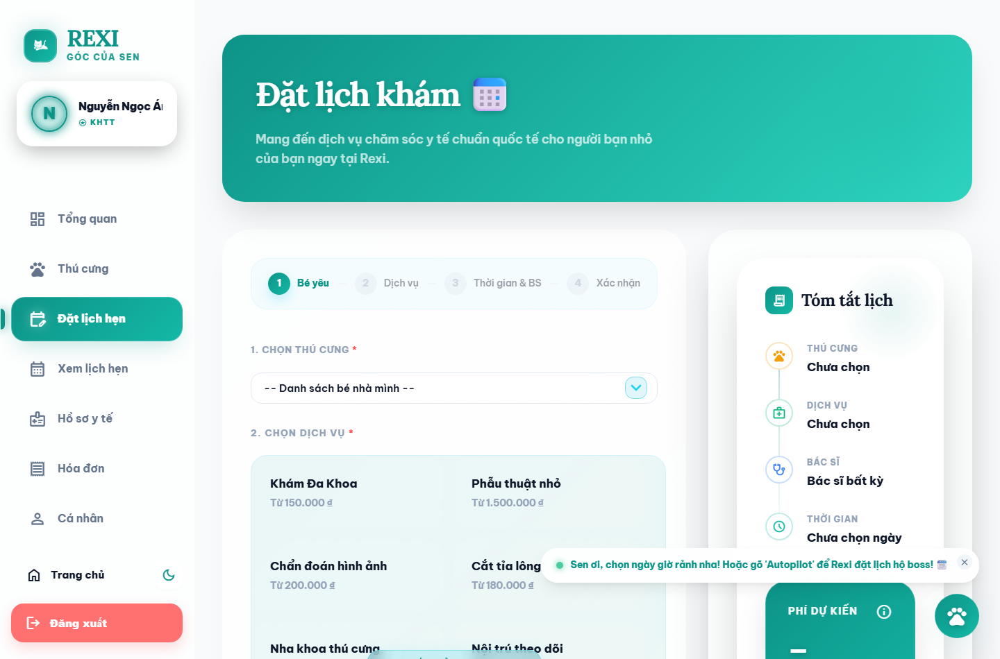 REXI
GÓC CỦA SEN
N
Nguyễn Ngọc
KHTT
Tổng quan
Thú cưng
Đặt lịch hẹn
Xem lịch hẹn
Hồ sơ y tế
Hóa đơn
Cá nhân
Trang chủ
Đăng xuất
Đặt lịch khám
Mang đến dịch vụ chăm sóc y tế chuẩn quốc tế cho người bạn nhỏ
của bạn ngay tại Rexi.
1 Bé yêu 2 Dịch vụ 3 Thời gian & BS 4 Xác nhận
1. CHỌN THÚ CƯNG *
-- Danh sách bé nhà mình --
2. CHỌN DỊCH VỤ *
Khám Đa Khoa
Từ 150.000 ₫
Phẫu thuật nhỏ
Từ 1.500.000 ₫
Chẩn đoán hình ảnh
Từ 200.000 ₫
Cắt tỉa lông
Từ 180.000 ₫
Nha khoa thú cưng
Nội trú theo dõi
Tóm tắt lịch
THÚ CƯNG
Chưa chọn
DỊCH VỤ
Chưa chọn
BÁC SĨ
Bác sĩ bất kỳ
THỜI GIAN
Chưa chọn ngày
Sen ơi, chọn ngày giờ rảnh nha! Hoặc gõ 'Autopilot' để Rexi đặt lịch hộ boss!
PHÍ DỰ KIẾN